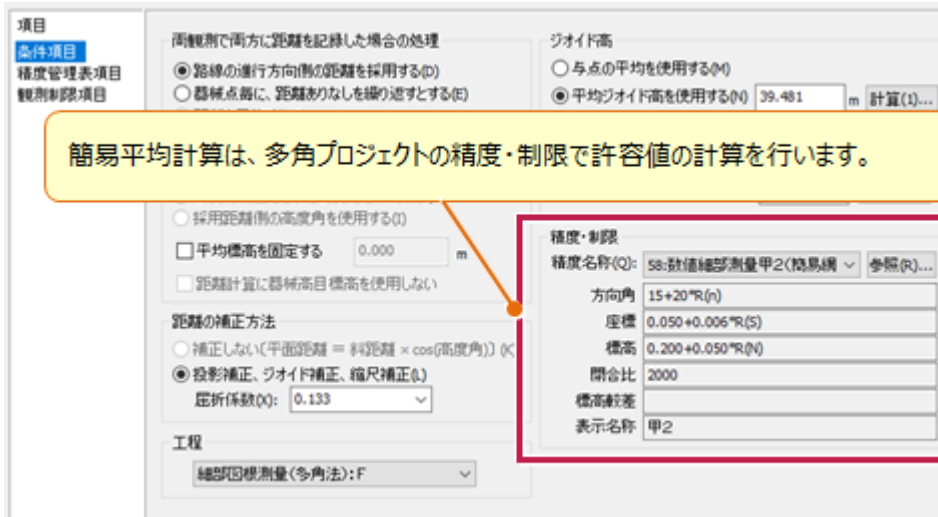 項目
条件項目
精度管理表項目
観測制限項目
両観測で両方に距離を記録した場合の処理
路線の進行方向側の距離を採用する(D)
器械点毎に、距離ありなしを繰り返すとする(E)
ジオイド高
与点の平均を使用する(M)
平均ジオイド高を使用する(N) 39.481 m 計算(1)...
簡易平均計算は、多角プロジェクトの精度・制限で許容値の計算を行います。
採用距離側の高度角を使用する(I)
平均標高を固定する 0.000 m
距離計算に器械高目標高を使用しない
距離の補正方法
補正しない〔平面距離 = 斜距離 × cos(高度角)〕(K
投影補正、ジオイド補正、縮尺補正(L)
屈折係数(X): 0.133
工程
細部図根測量(多角法):F
精度・制限
精度名称(Q): 58:数値細部測量甲2(簡易網 参照(R)...
方向角 15+20*R(n)
座標 0.050+0.006*R(S)
標高 0.200+0.050*R(N)
閉合比 2000
標高較差
表示名称 甲2